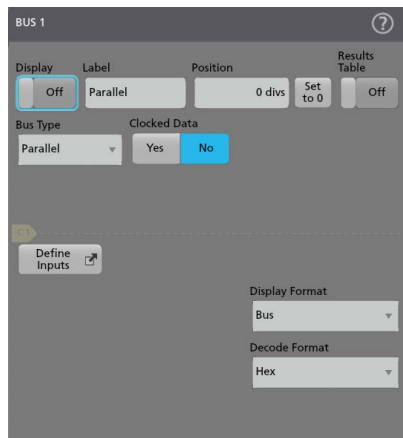 BUS 1
?
Display Label Position Results Table
Off Parallel 0 divs Set to 0 Off
Bus Type Clocked Data
Parallel Yes No
C1
Define Inputs
Display Format
Bus
Decode Format
Hex